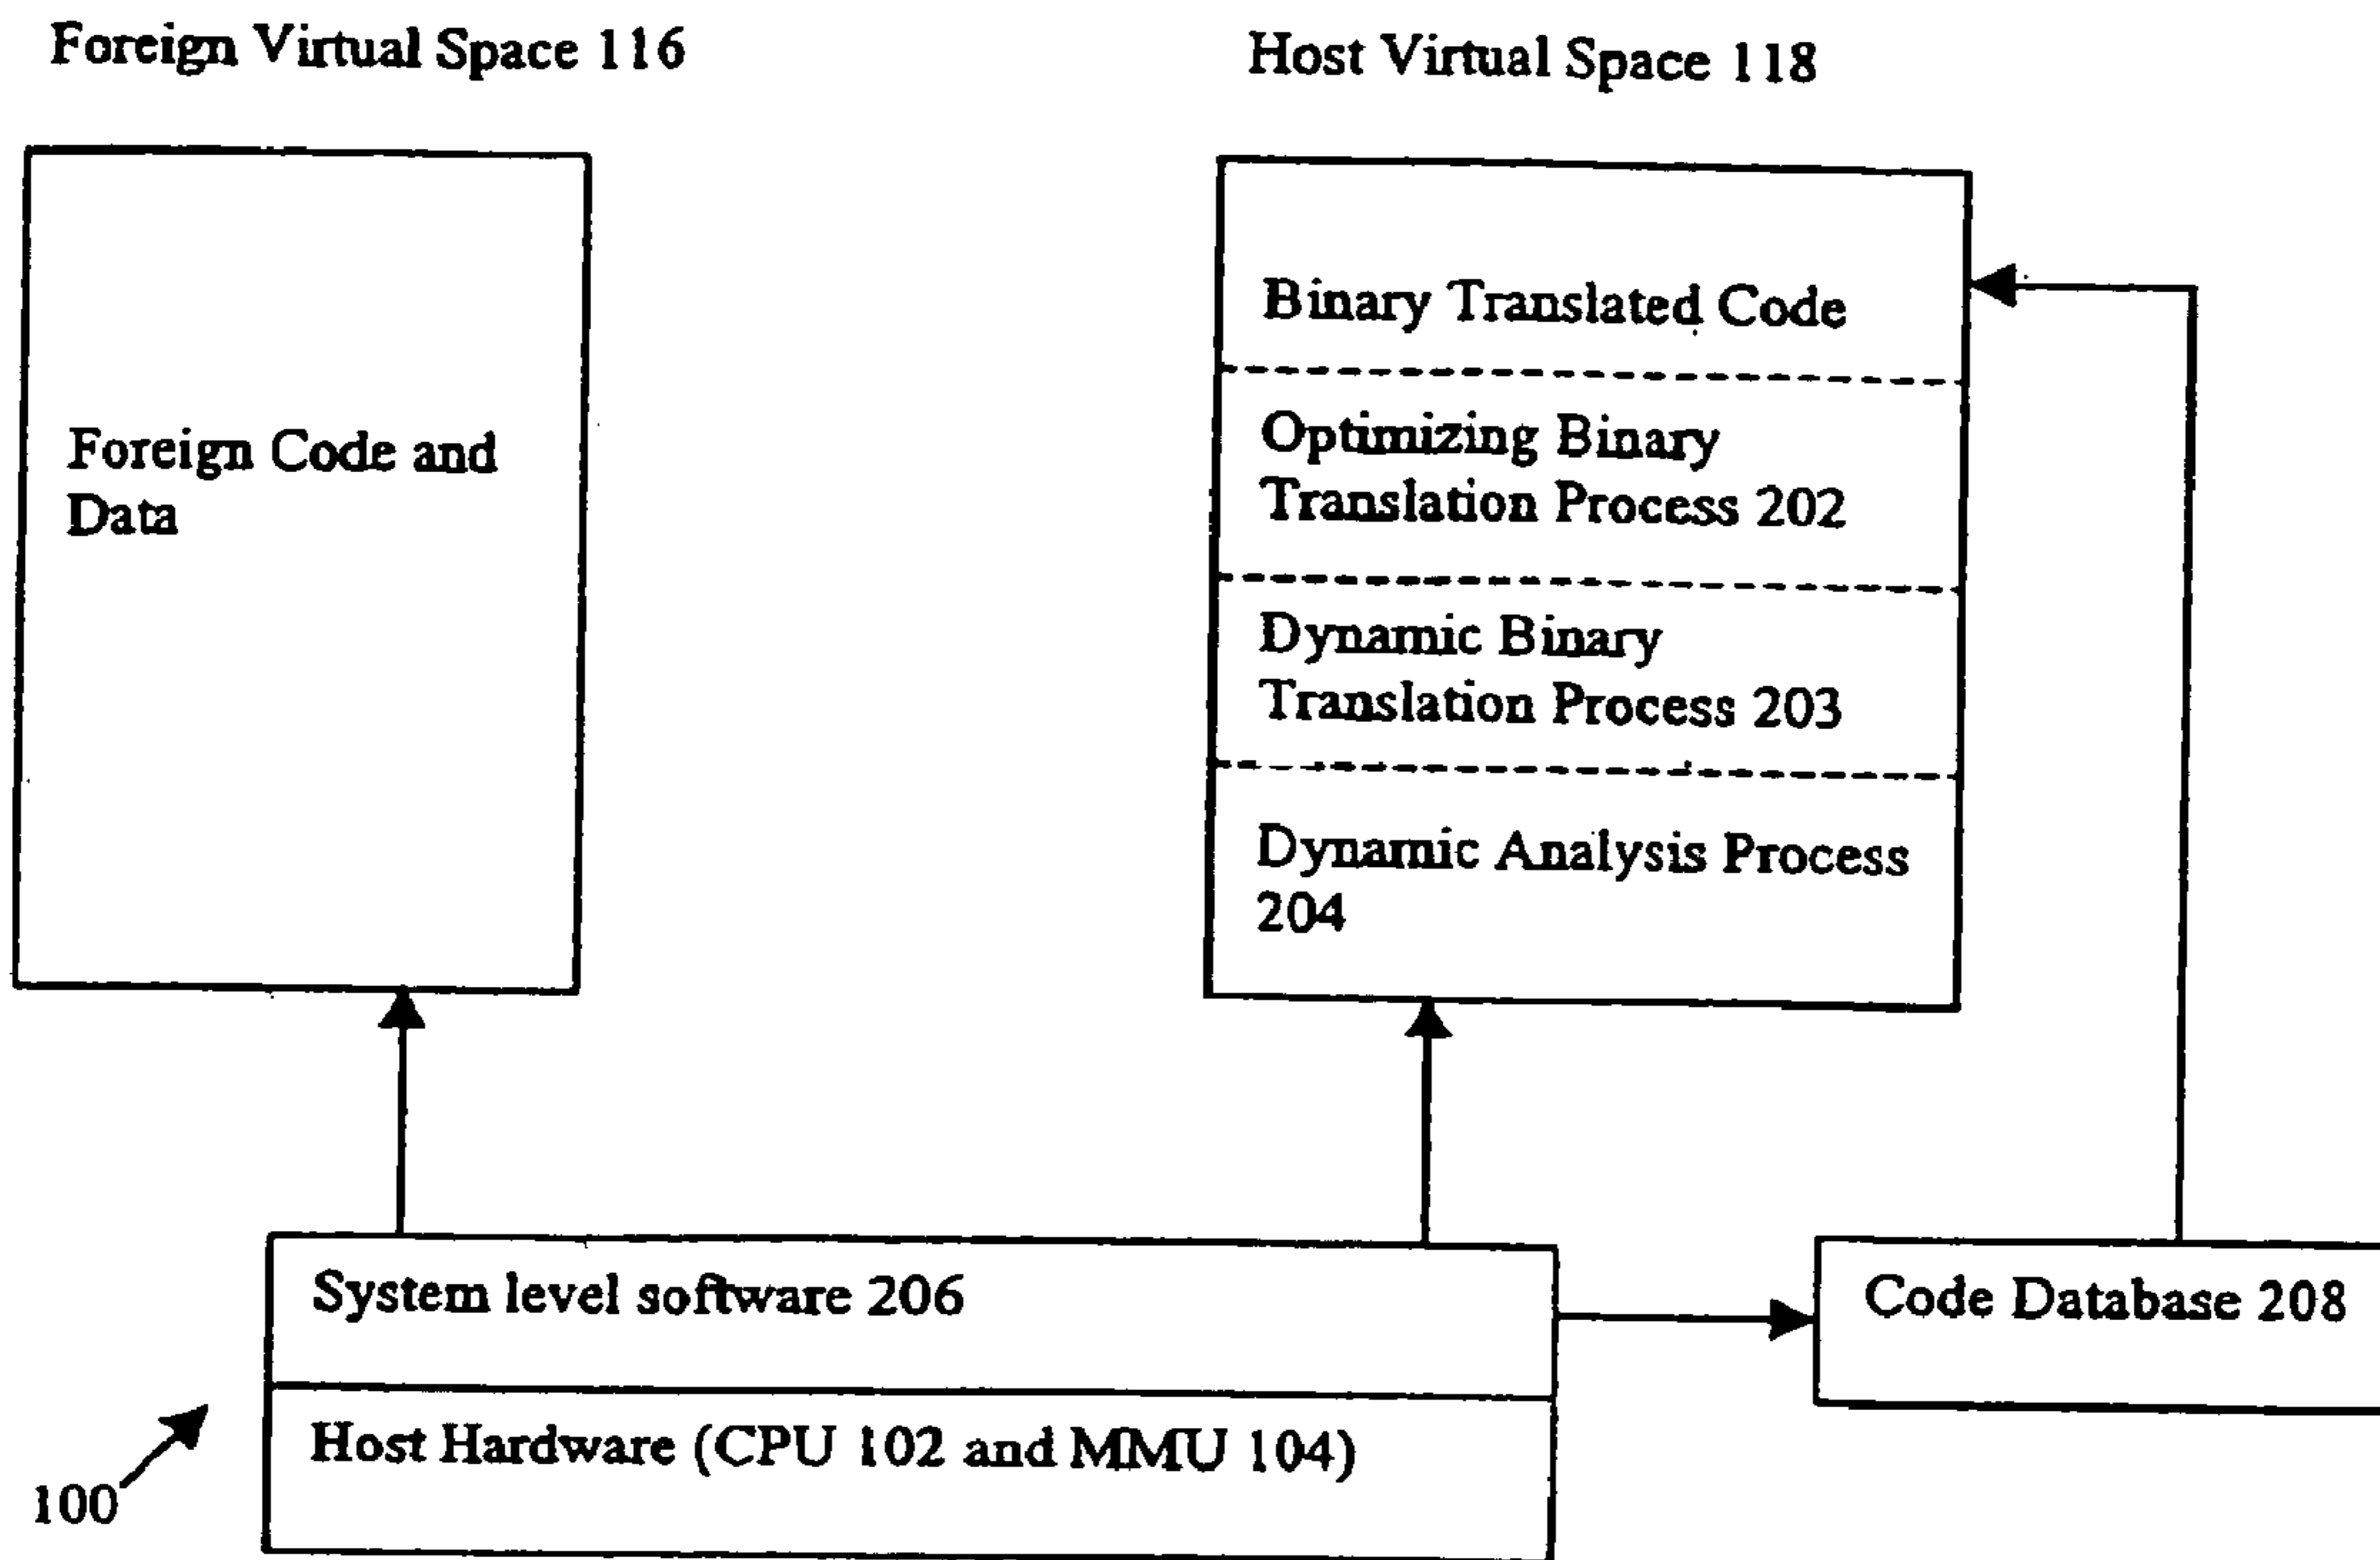 Foreign Virtual Space 116
Host Virtual Space 118
Foreign Code and
Data
Binary Translated Code
Optimizing Binary
Translation Process 202
Dynamic Binary
Translation Process 203
Dynamic Analysis Process
204
System level software 206
Code Database 208
Host Hardware (CPU 102 and MMU 104)
100